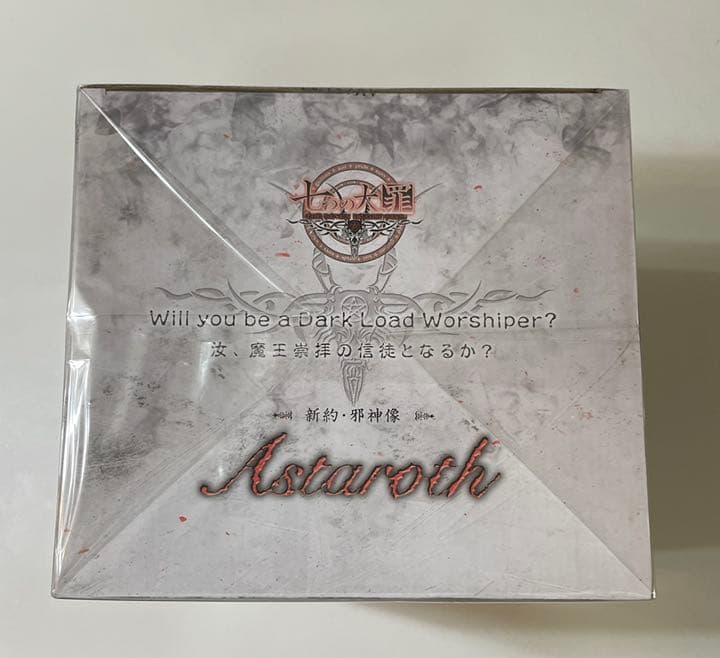 七つの大罪
Will you be a Dark Load Worshiper?
汝、魔王崇拝の信徒となるか？
新約・邪神像
Astaroth